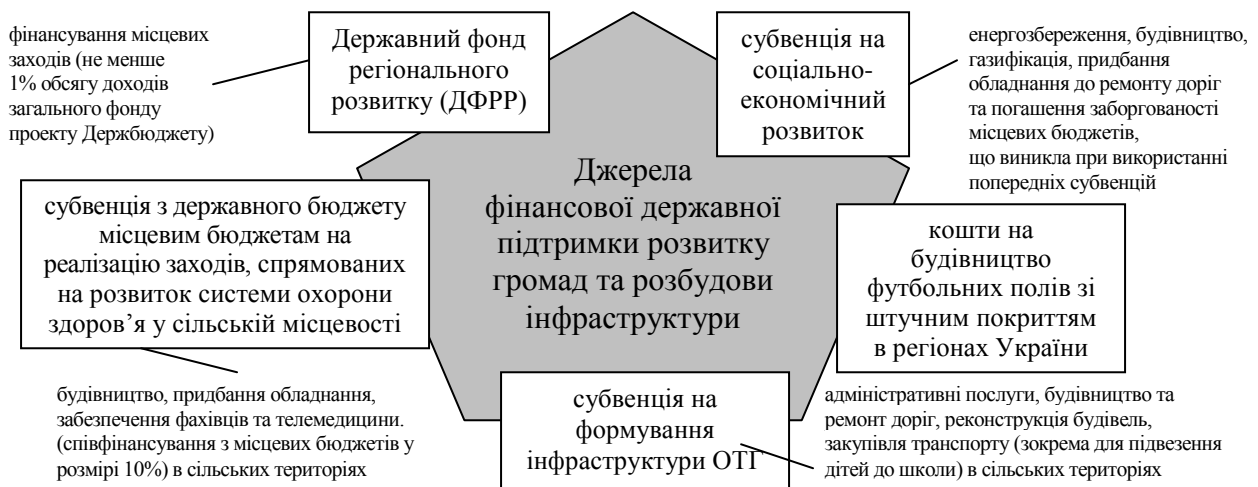 фінансування місцевих
заходів (не менше
1% обсягу доходів
загального фонду
проекту Держбюджету)
Державний фонд
регіонального
розвитку (ДФРР)
субвенція на
соціально-
економічний
розвиток
енергозбереження, будівництво,
газифікація, придбання
обладнання до ремонту доріг
та погашення заборгованості
місцевих бюджетів,
що виникла при використанні
попередніх субвенцій
Джерела
фінансової державної
підтримки розвитку
громад та розбудови
інфраструктури
субвенція з державного бюджету
місцевим бюджетам на
реалізацію заходів, спрямованих
на розвиток системи охорони
здоров’я у сільській місцевості
кошти на
будівництво
футбольних полів зі
штучним покриттям
в регіонах України
будівництво, придбання обладнання,
забезпечення фахівців та телемедицини.
(співфінансування з місцевих бюджетів у
розмірі 10%) в сільських територіях
субвенція на
формування
інфраструктури ОТГ
адміністративні послуги, будівництво та
ремонт доріг, реконструкція будівель,
закупівля транспорту (зокрема для підвезення
дітей до школи) в сільських територіях